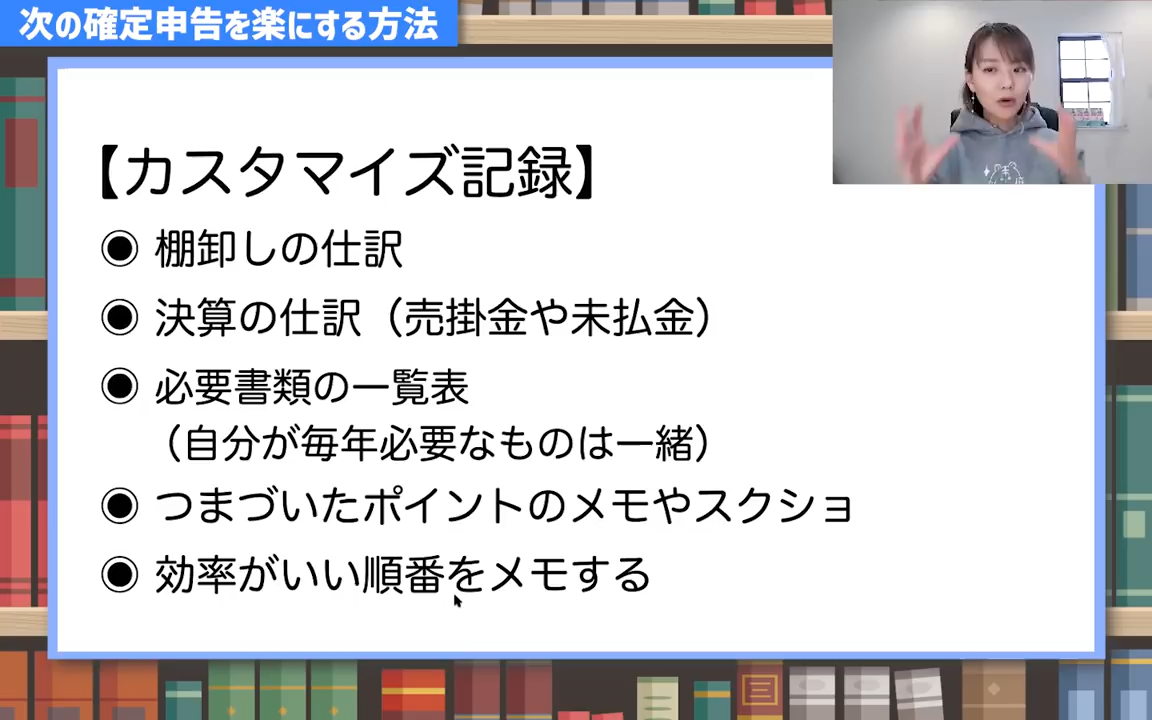 次の確定申告を楽にする方法
【カスタマイズ記録】
◉ 棚卸しの仕訳
◉ 決算の仕訳（売掛金や未払金）
◉ 必要書類の一覧表
（自分が毎年必要なものは一緒）
◉ つまづいたポイントのメモやスクショ
◉ 効率がいい順番をメモする